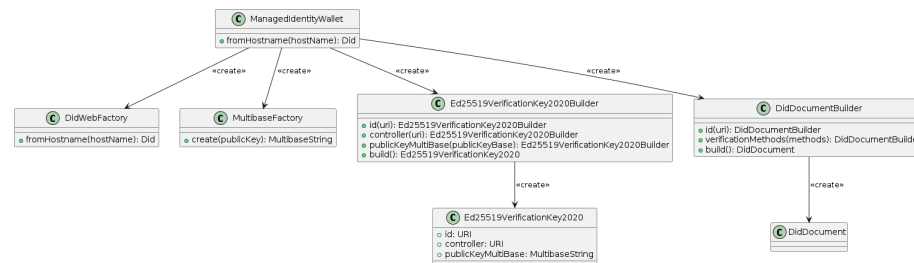 C ManagedIdentityWallet
fromHostname(hostName): Did
«create»
«create»
«create»
«create»
C DidWebFactory
fromHostname(hostName): Did
C MultibaseFactory
create(publicKey): MultibaseString
C Ed25519VerificationKey2020Builder
id(uri): Ed25519VerificationKey2020Builder
controller(uri): Ed25519VerificationKey2020Builder
publicKeyMultiBase(publicKeyBase): Ed25519VerificationKey2020Builder
build(): Ed25519VerificationKey2020
C DidDocumentBuilder
id(uri): DidDocumentBuilder
verificationMethods(methods): DidDocumentBuilde
build(): DidDocument
«create»
«create»
C Ed25519VerificationKey2020
id: URI
controller: URI
publicKeyMultiBase: MultibaseString
C DidDocument